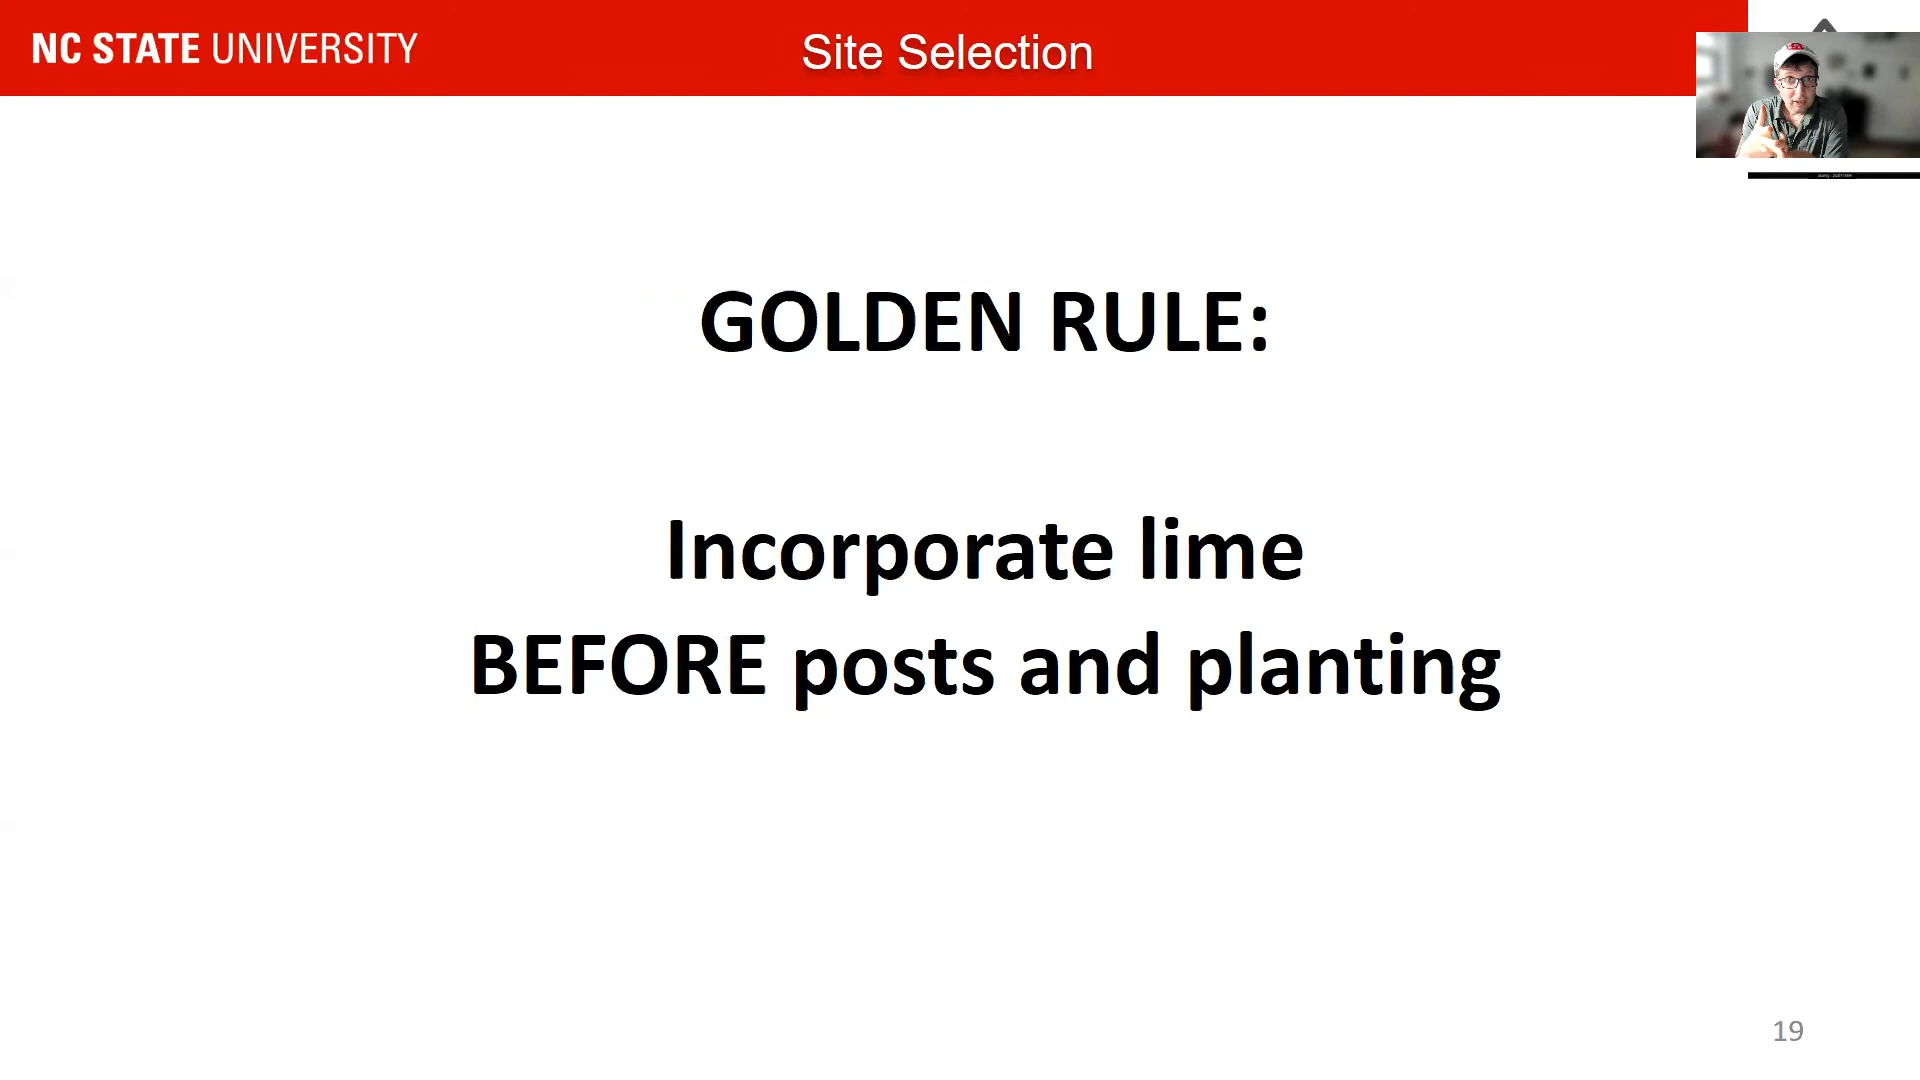 NC STATE UNIVERSITY
Site Selection
GOLDEN RULE:
Incorporate lime
BEFORE posts and planting
19